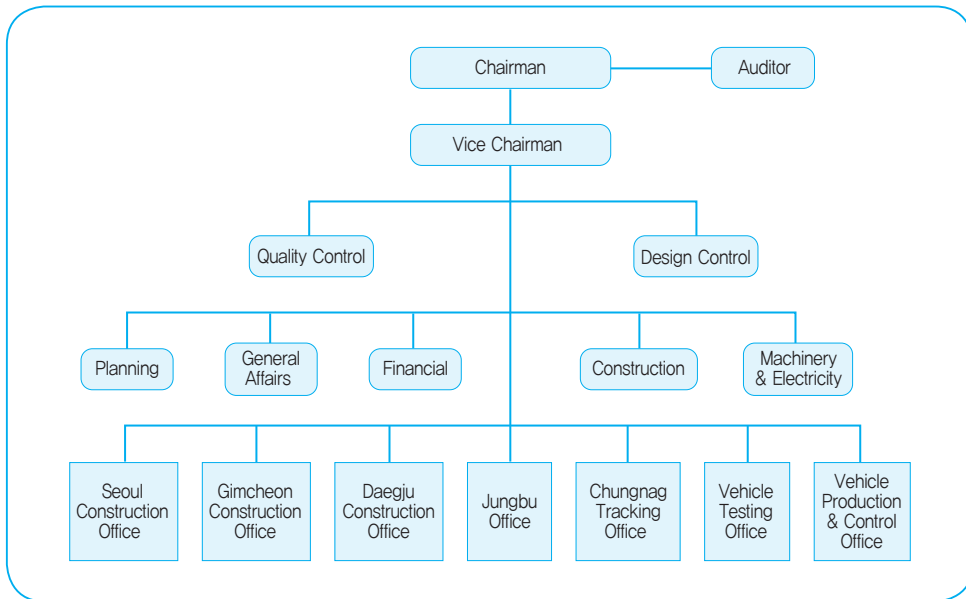 Chairman
Auditor
Vice Chairman
Quality Control
Design Control
Planning
General
Affairs
Financial
Construction
Machinery
& Electricity
Seoul
Construction
Office
Gimcheon
Construction
Office
Daegju
Construction
Office
Jungbu
Office
Chungnag
Tracking
Office
Vehicle
Testing
Office
Vehicle
Production
& Control
Office